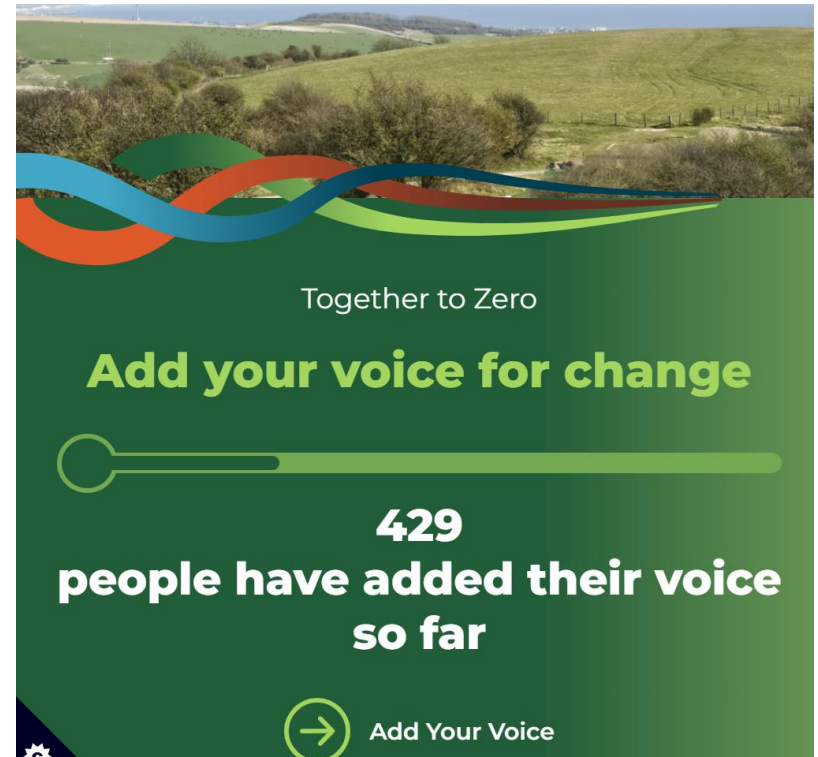 Together to Zero
Add your voice for change
429
people have added their voice
so far
Add Your Voice